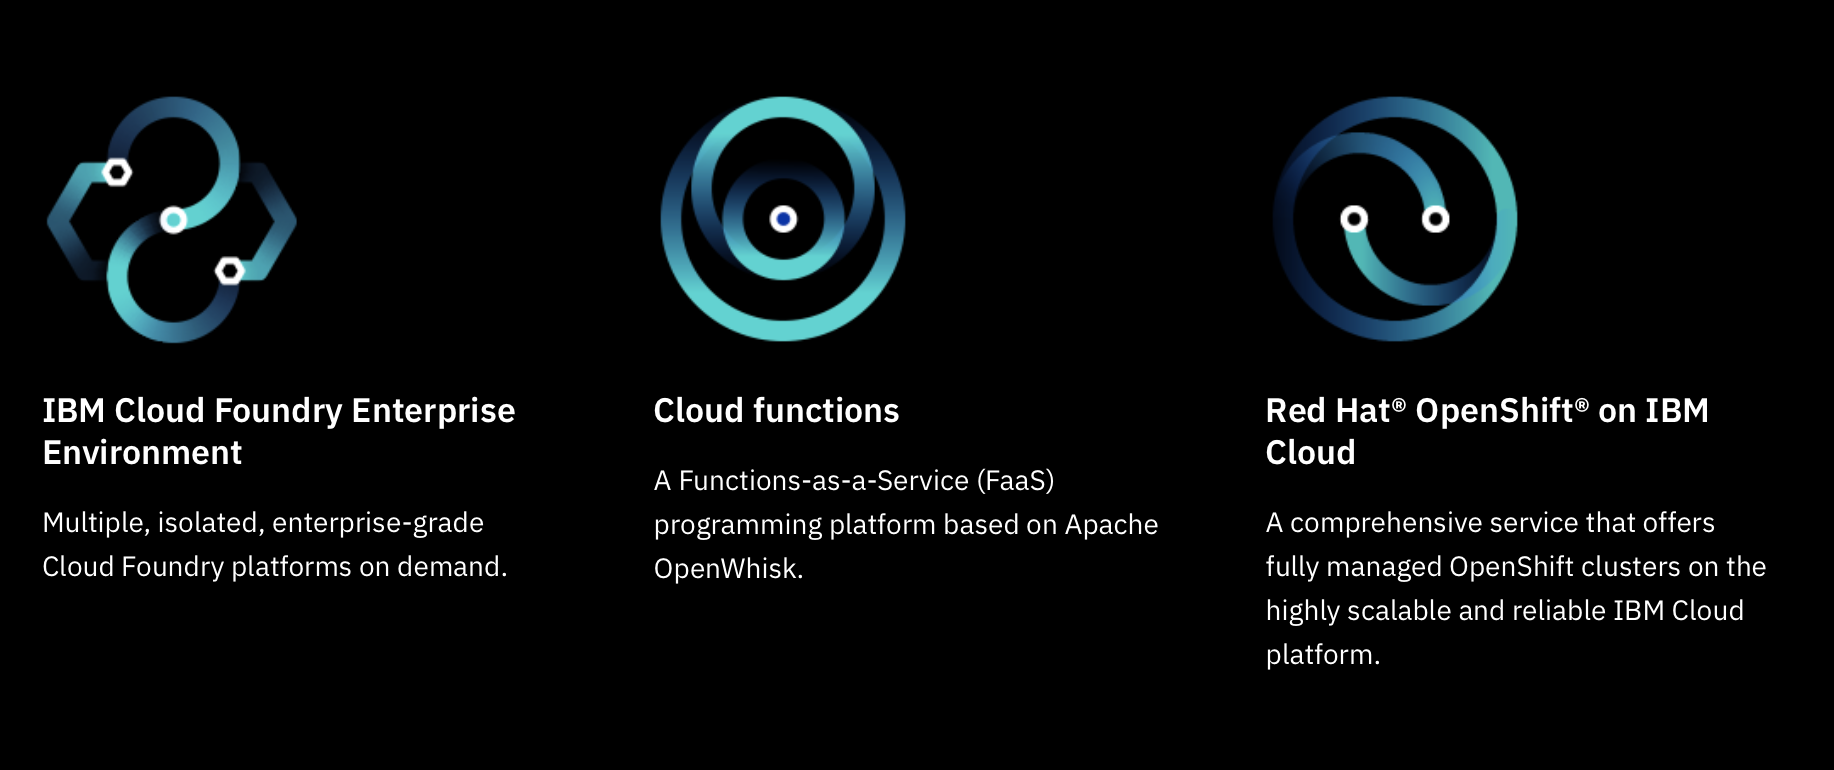 IBM Cloud Foundry Enterprise
Environment
Multiple, isolated, enterprise-grade
Cloud Foundry platforms on demand.
Cloud functions
A Functions-as-a-Service (FaaS)
programming platform based on Apache
OpenWhisk.
Red Hat® OpenShift® on IBM
Cloud
A comprehensive service that offers
fully managed OpenShift clusters on the
highly scalable and reliable IBM Cloud
platform.